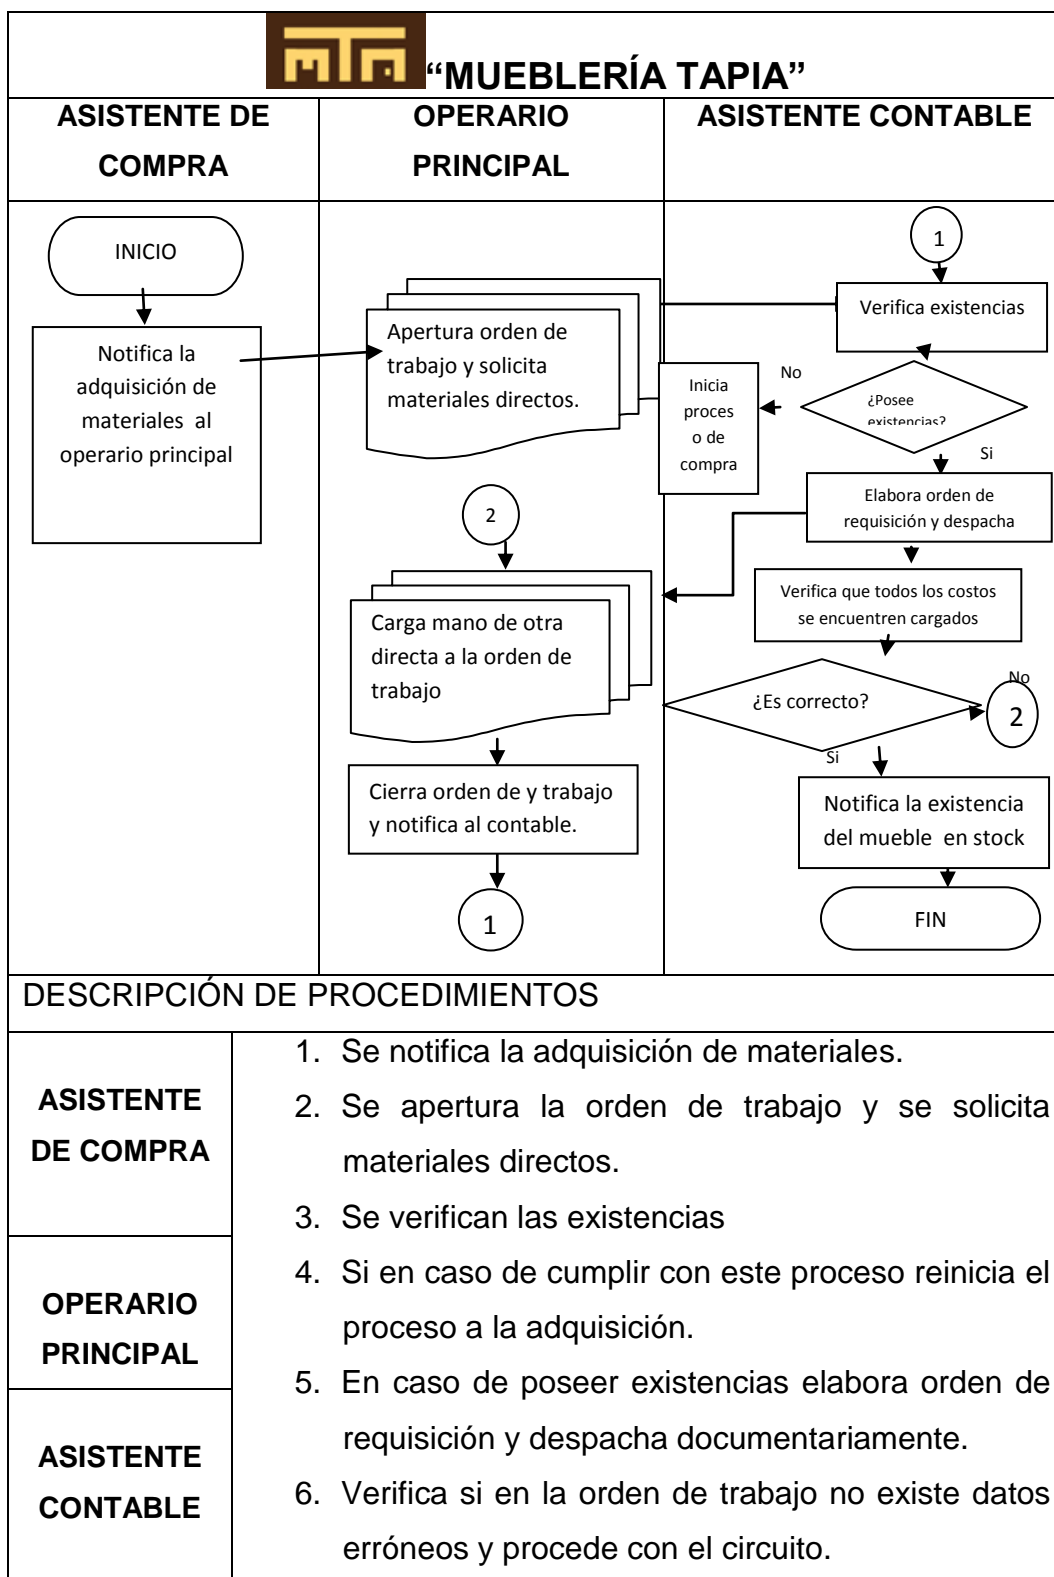 “MUEBLERÍA TAPIA”
ASISTENTE DE
COMPRA
OPERARIO
PRINCIPAL
ASISTENTE CONTABLE
INICIO
Notifica la
adquisición de
materiales al
operario principal
Apertura orden de
trabajo y solicita
materiales directos.
2
Carga mano de otra
directa a la orden de
trabajo
Cierra orden de y trabajo
y notifica al contable.
1
1
Verifica existencias
¿Posee
existencias?
No
Inicia
proces
o de
compra
Si
Elabora orden de
requisición y despacha
Verifica que todos los costos
se encuentren cargados
¿Es correcto?
No
2
Si
Notifica la existencia
del mueble en stock
FIN
DESCRIPCIÓN DE PROCEDIMIENTOS
ASISTENTE
DE COMPRA
OPERARIO
PRINCIPAL
ASISTENTE
CONTABLE
1. Se notifica la adquisición de materiales.
2. Se apertura la orden de trabajo y se solicita
materiales directos.
3. Se verifican las existencias
4. Si en caso de cumplir con este proceso reinicia el
proceso a la adquisición.
5. En caso de poseer existencias elabora orden de
requisición y despacha documentariamente.
6. Verifica si en la orden de trabajo no existe datos
erróneos y procede con el circuito.